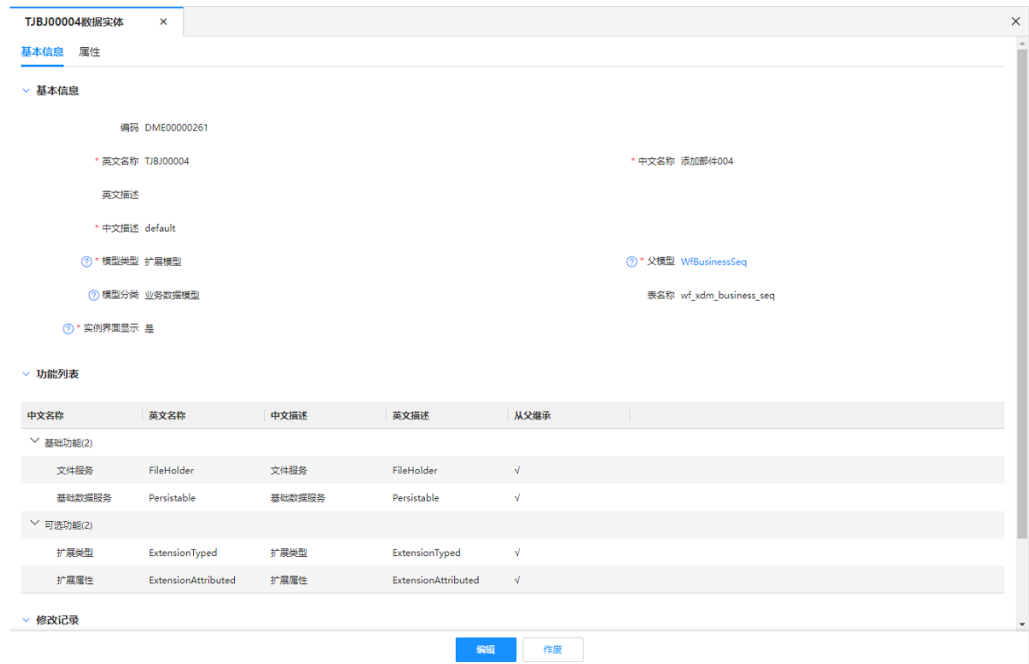 TJBJ00004数据实体 ×
×
基本信息 属性
基本信息
编码 DME00000261
* 英文名称 TJBJ00004 * 中文名称 添加部件004
英文描述
* 中文描述 default
? * 模型类型 扩展模型 ? * 父模型 WfBusinessSeq
? 模型分类 业务数据模型 表名称 wf_xdm_business_seq
? * 实例界面显示 是
功能列表
中文名称 英文名称 中文描述 英文描述 从父继承
基础功能(2)
文件服务 FileHolder 文件服务 FileHolder √
基础数据服务 Persistable 基础数据服务 Persistable √
可选功能(2)
扩展类型 ExtensionTyped 扩展类型 ExtensionTyped √
扩展属性 ExtensionAttributed 扩展属性 ExtensionAttributed √
修改记录
编辑 作废